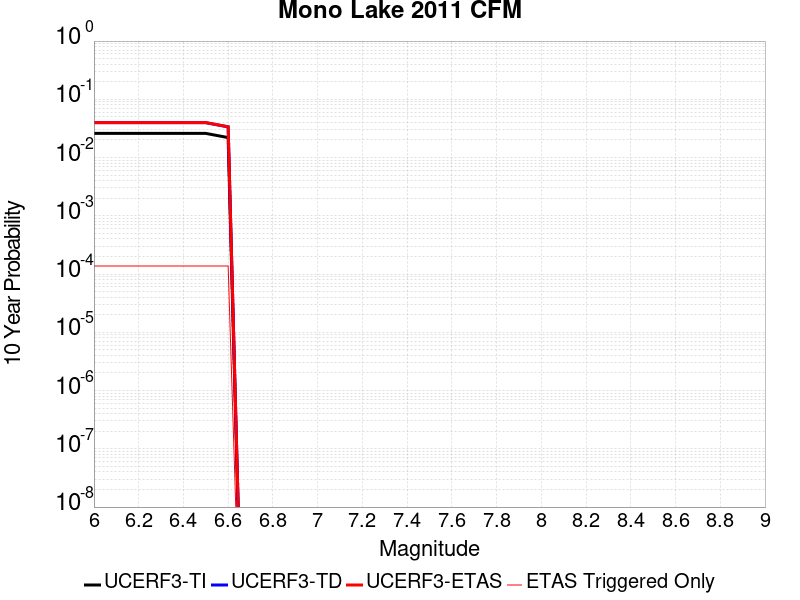 Mono Lake 2011 CFM
10^0
10^-1
10^-2
10^-3
10^-4
10^-5
10^-6
10^-7
10^-8
10 Year Probability
6 6.2 6.4 6.6 6.8 7 7.2 7.4 7.6 7.8 8 8.2 8.4 8.6 8.8 9
Magnitude
UCERF3-TI UCERF3-TD UCERF3-ETAS ETAS Triggered Only